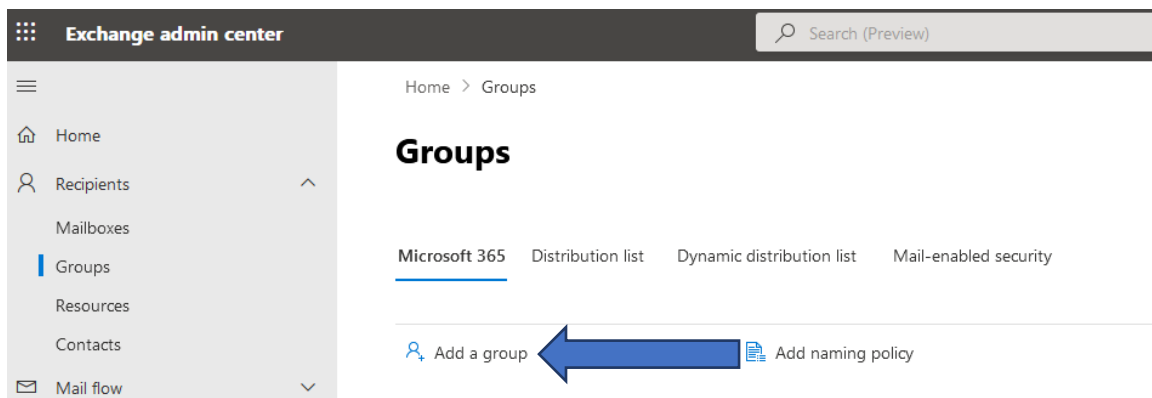 Exchange admin center
Search (Preview)
Home > Groups
Home
Groups
Recipients
Mailboxes
Microsoft 365 Distribution list Dynamic distribution list Mail-enabled security
Groups
Resources
Contacts
Add a group
Add naming policy
Mail flow